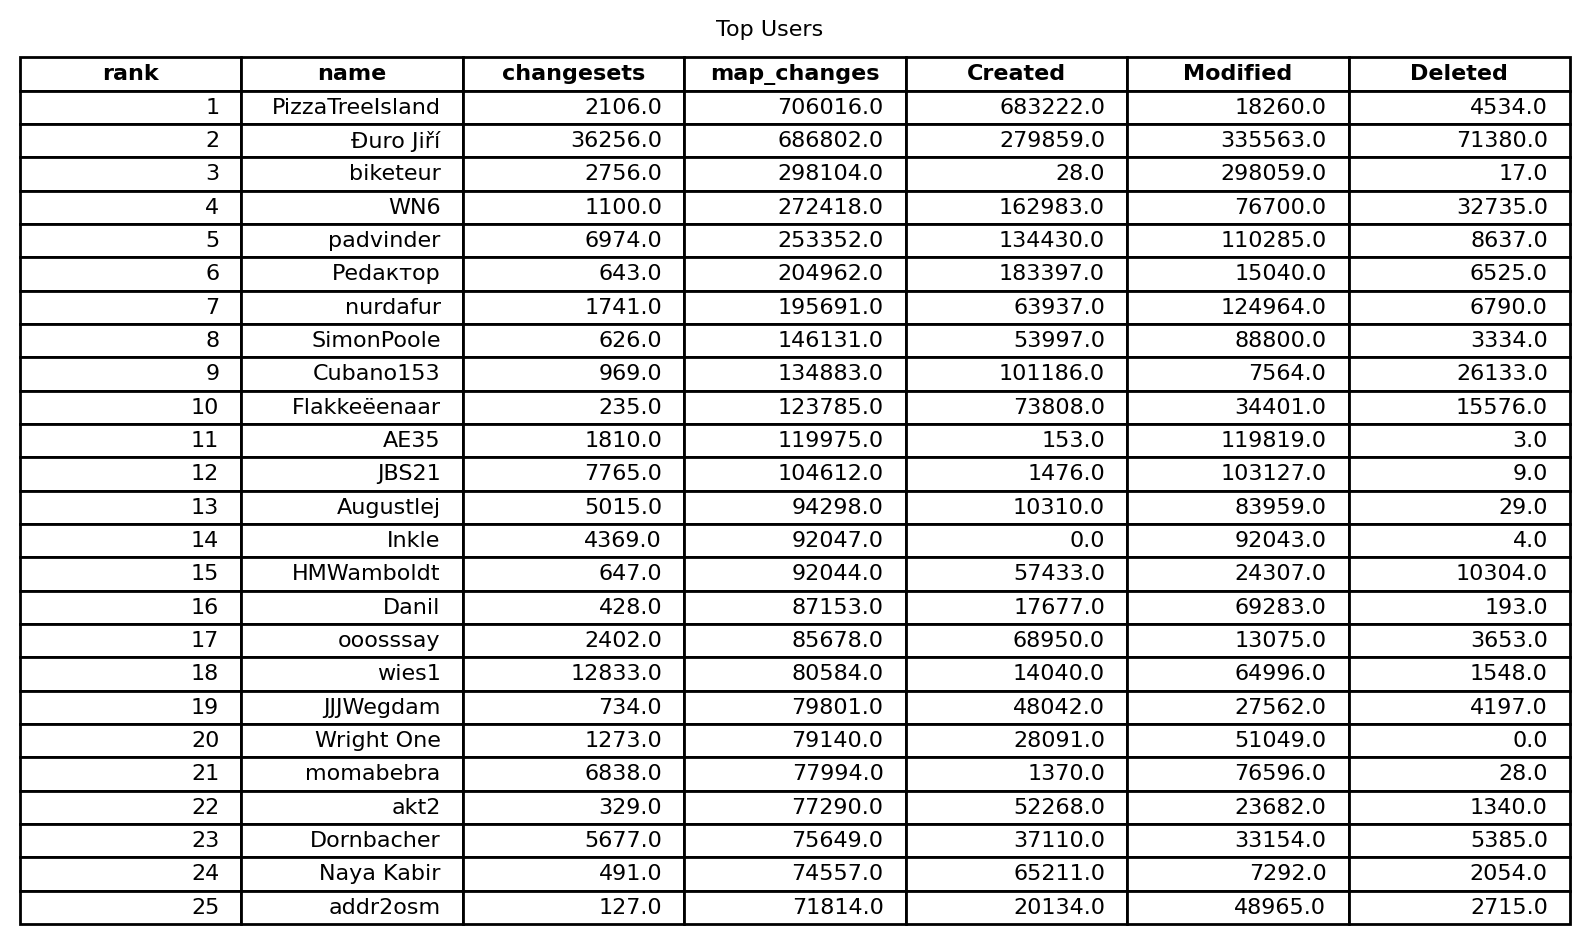 Top Users
rank name changesets map_changes Created Modified Deleted
1 PizzaTreeIsland 2106.0 706016.0 683222.0 18260.0 4534.0
2 Đuro Jiří 36256.0 686802.0 279859.0 335563.0 71380.0
3 biketeur 2756.0 298104.0 28.0 298059.0 17.0
4 WN6 1100.0 272418.0 162983.0 76700.0 32735.0
5 padvinder 6974.0 253352.0 134430.0 110285.0 8637.0
6 Pedaктop 643.0 204962.0 183397.0 15040.0 6525.0
7 nurdafur 1741.0 195691.0 63937.0 124964.0 6790.0
8 SimonPoole 626.0 146131.0 53997.0 88800.0 3334.0
9 Cubano153 969.0 134883.0 101186.0 7564.0 26133.0
10 Flakkeëenaar 235.0 123785.0 73808.0 34401.0 15576.0
11 AE35 1810.0 119975.0 153.0 119819.0 3.0
12 JBS21 7765.0 104612.0 1476.0 103127.0 9.0
13 Augustlej 5015.0 94298.0 10310.0 83959.0 29.0
14 Inkle 4369.0 92047.0 0.0 92043.0 4.0
15 HMWamboldt 647.0 92044.0 57433.0 24307.0 10304.0
16 Danil 428.0 87153.0 17677.0 69283.0 193.0
17 ooosssay 2402.0 85678.0 68950.0 13075.0 3653.0
18 wies1 12833.0 80584.0 14040.0 64996.0 1548.0
19 JJJWegdam 734.0 79801.0 48042.0 27562.0 4197.0
20 Wright One 1273.0 79140.0 28091.0 51049.0 0.0
21 momabebra 6838.0 77994.0 1370.0 76596.0 28.0
22 akt2 329.0 77290.0 52268.0 23682.0 1340.0
23 Dornbacher 5677.0 75649.0 37110.0 33154.0 5385.0
24 Naya Kabir 491.0 74557.0 65211.0 7292.0 2054.0
25 addr2osm 127.0 71814.0 20134.0 48965.0 2715.0